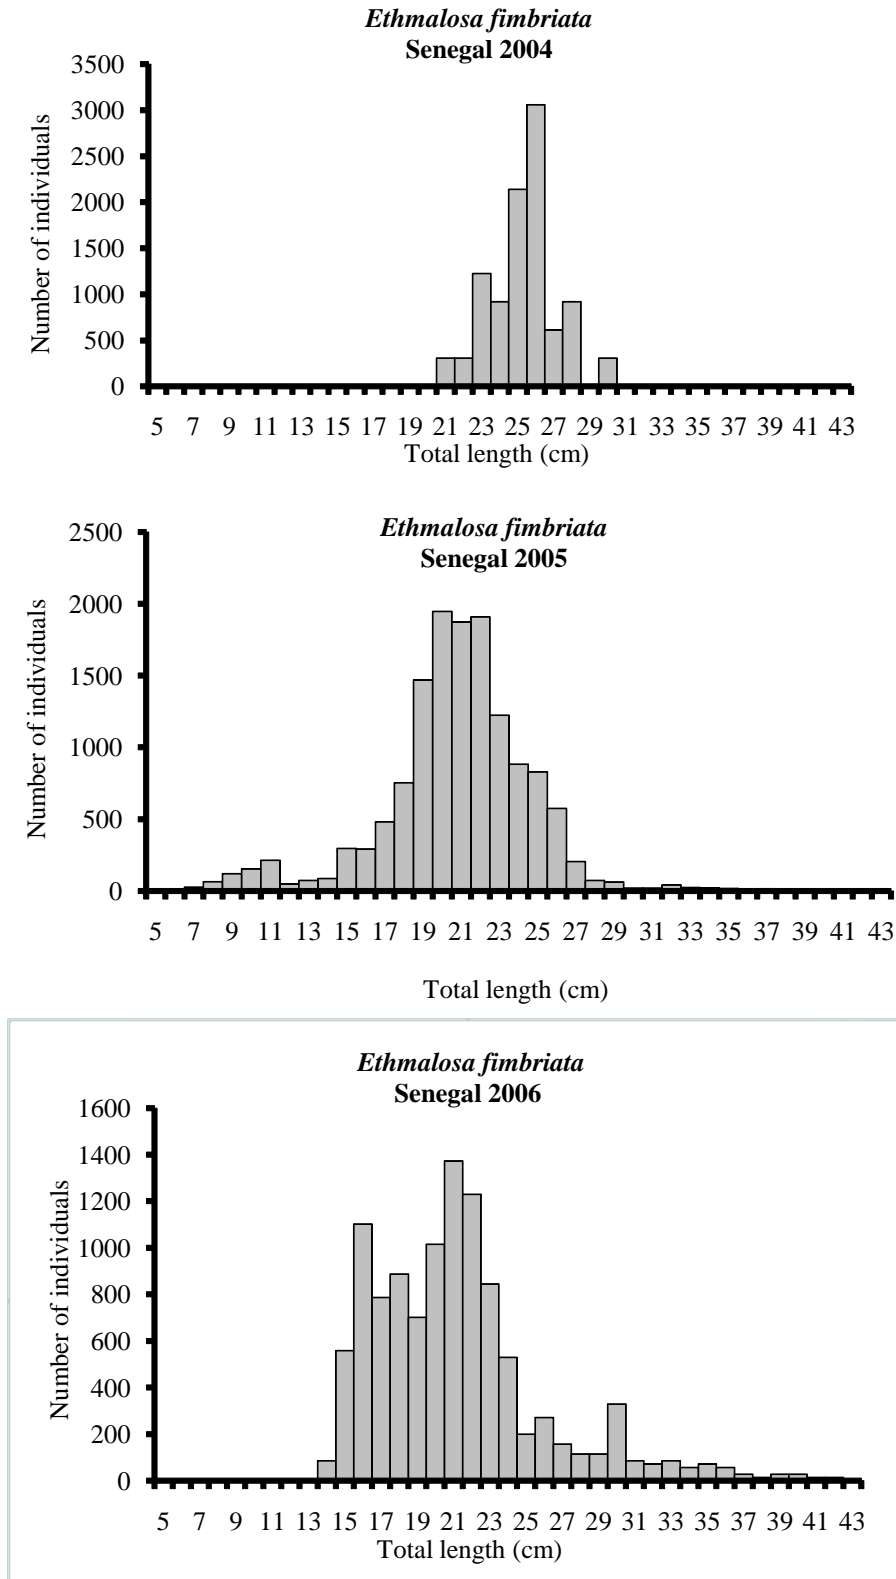 Ethmalosa fimbriata
Senegal 2004
Number of individuals
3500
3000
2500
2000
1500
1000
500
0
5 7 9 11 13 15 17 19 21 23 25 27 29 31 33 35 37 39 41 43
Total length (cm)
Ethmalosa fimbriata
Senegal 2005
Number of individuals
2500
2000
1500
1000
500
0
5 7 9 11 13 15 17 19 21 23 25 27 29 31 33 35 37 39 41 43
Total length (cm)
Ethmalosa fimbriata
Senegal 2006
Number of individuals
1600
1400
1200
1000
800
600
400
200
0
5 7 9 11 13 15 17 19 21 23 25 27 29 31 33 35 37 39 41 43
Total length (cm)